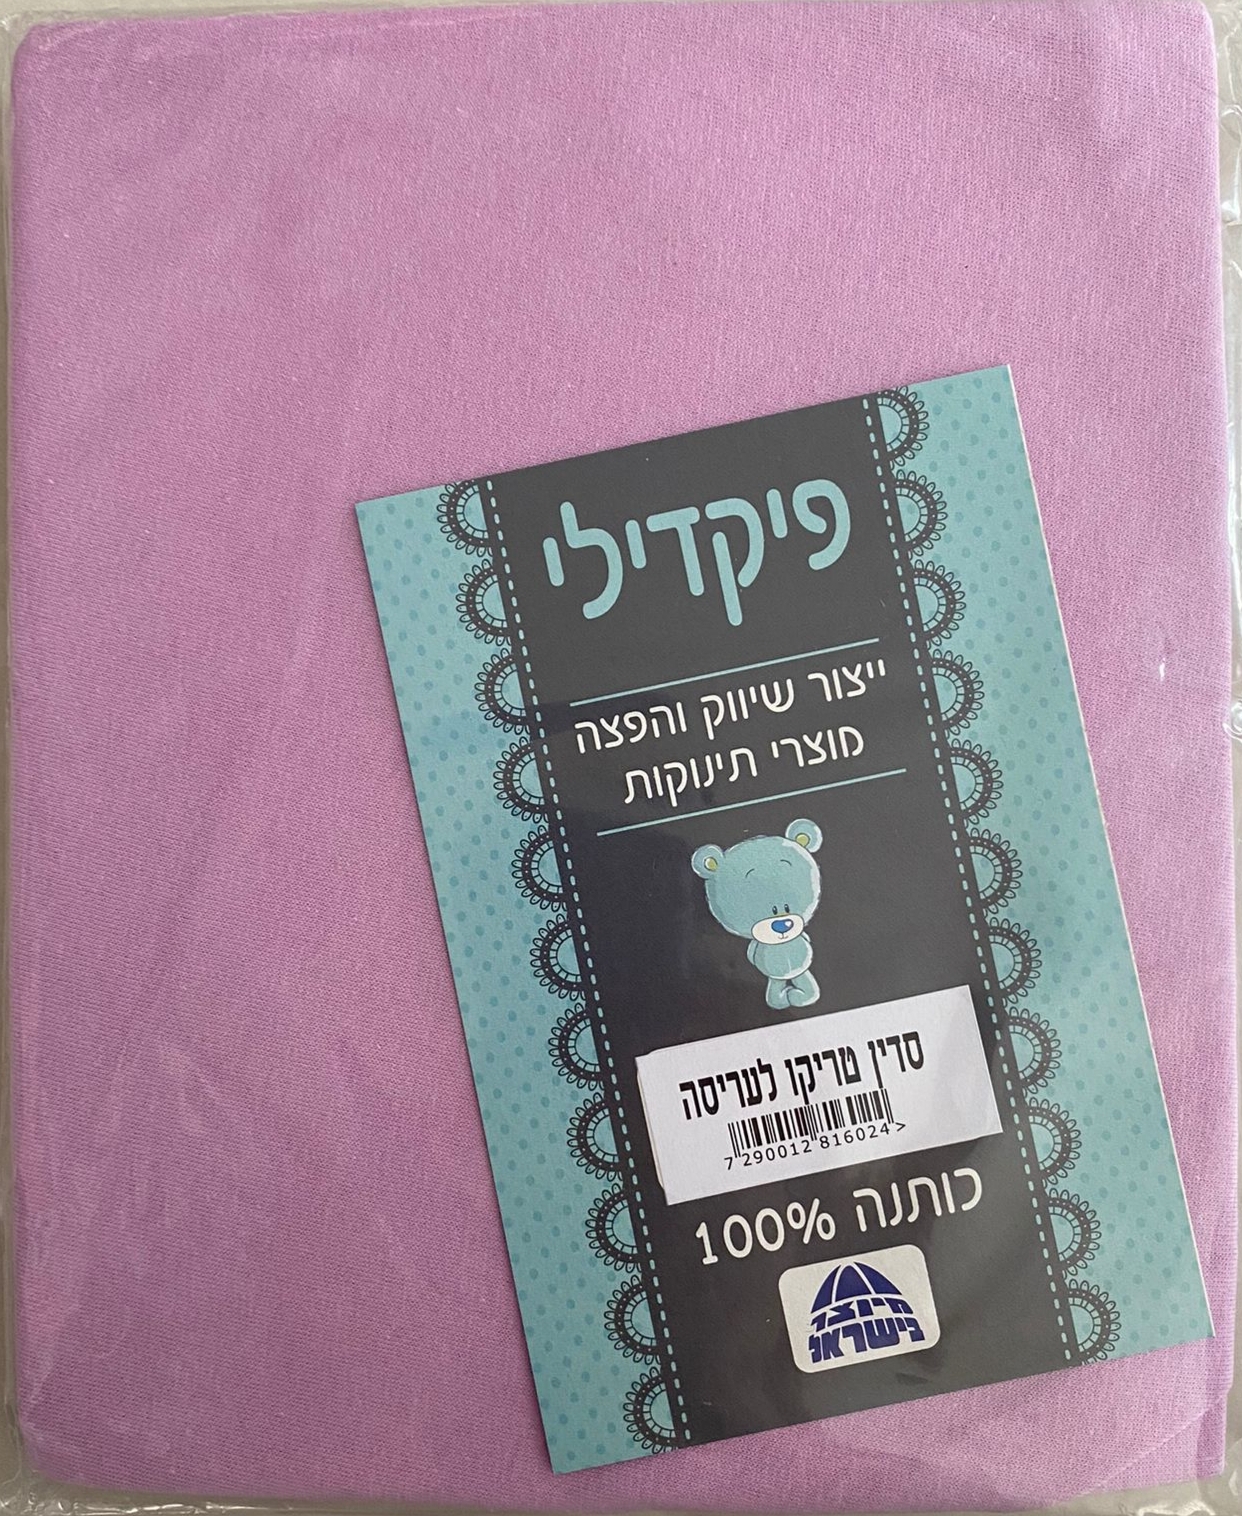 פיקדילי
ייצור שיווק והפצה
מוצרי תינוקות
סדין טריקו לעריסה
7 290012 816024 >
100% כותנה
מיוצר
בישראל